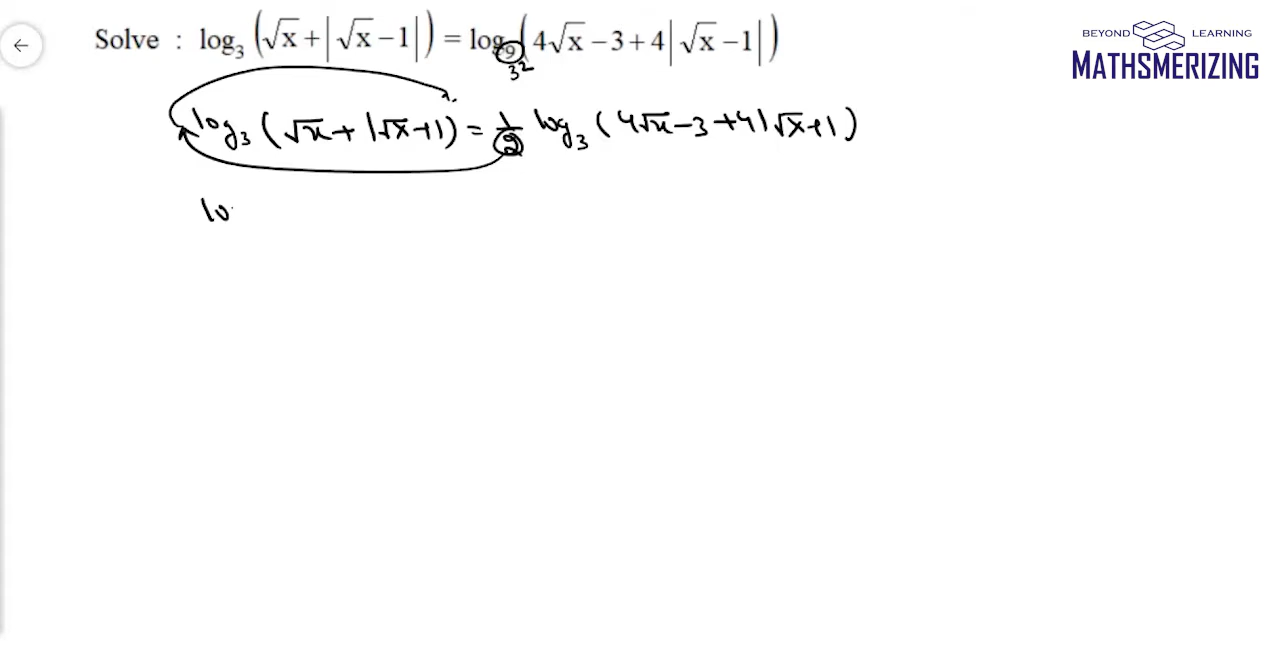 Solve : log₃(√x+|√x−1|) = log₉(4√x−3+4|√x−1|)
3²
log₃(√x+|√x+1|) = 1/2 log₃(4√x−3+4|√x+1|)
lo
BEYOND LEARNING
MATHSMERIZING